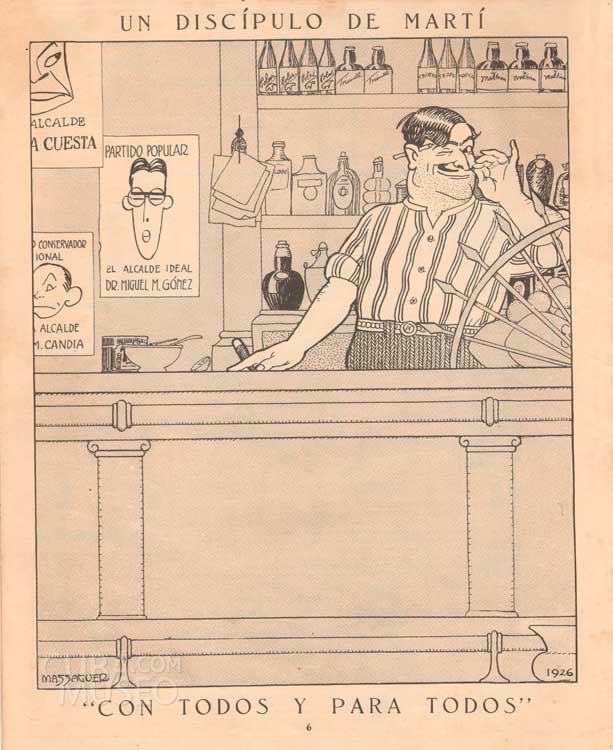 UN DISCÍPULO DE MARTÍ
ALCALDE
A CUESTA
PARTIDO POPULAR
EL ALCALDE IDEAL
DR. MIGUEL M. GÓMEZ
O CONSERVADOR
IONAL
A ALCALDE
M. CANDIA
MASSAGUER
1926
CUBA
.COM
MUSEO
"CON TODOS Y PARA TODOS"
6